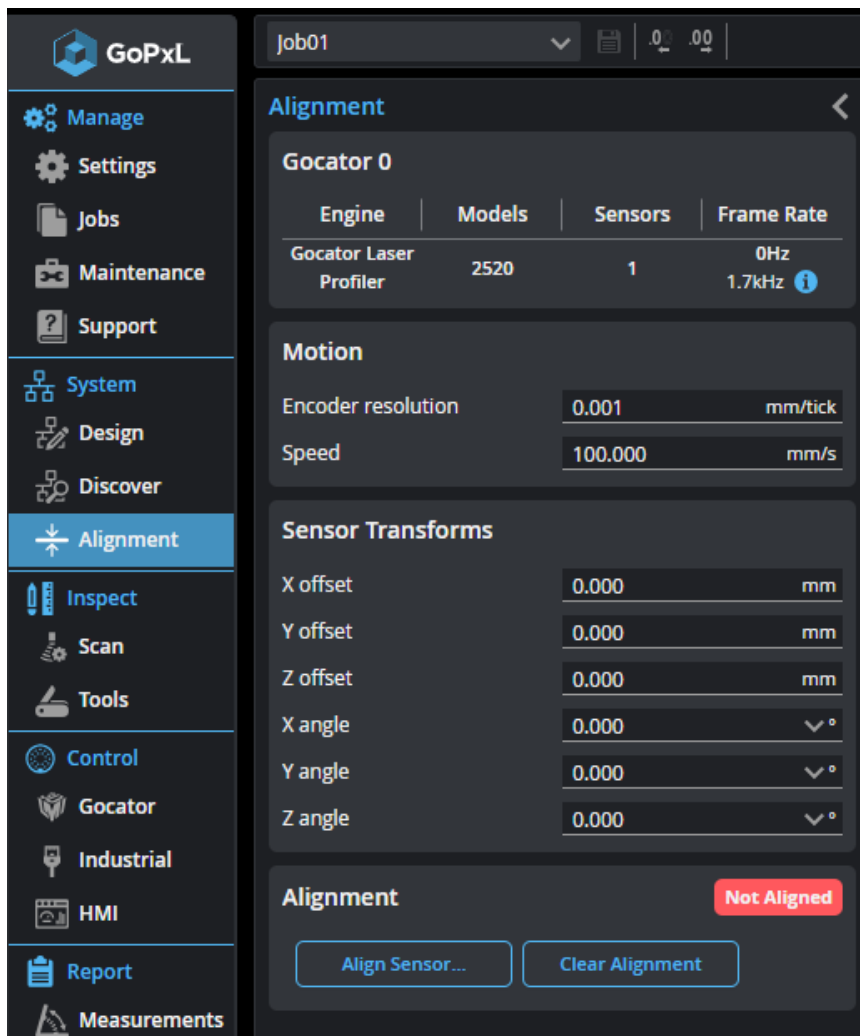 GoPxL
Manage
Settings
Jobs
Maintenance
Support
System
Design
Discover
Alignment
Inspect
Scan
Tools
Control
Gocator
Industrial
HMI
Report
Measurements
Job01
.0 .00
Alignment
Gocator 0
Engine Models Sensors Frame Rate
Gocator Laser 0Hz
Profiler 2520 1 1.7kHz
Motion
Encoder resolution 0.001 mm/tick
Speed 100.000 mm/s
Sensor Transforms
X offset 0.000 mm
Y offset 0.000 mm
Z offset 0.000 mm
X angle 0.000 °
Y angle 0.000 °
Z angle 0.000 °
Alignment Not Aligned
Align Sensor... Clear Alignment